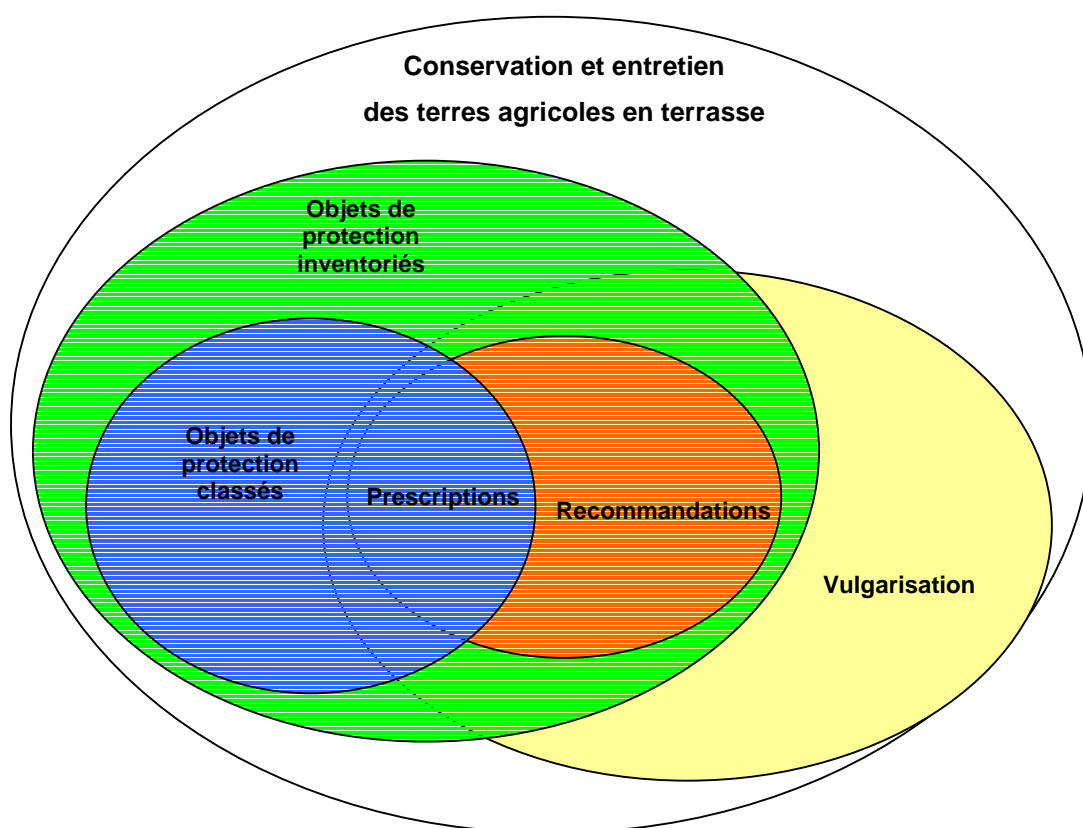 Conservation et entretien
des terres agricoles en terrasse
Objets de
protection
inventoriés
Objets de
protection
classés
Prescriptions
Recommandations
Vulgarisation